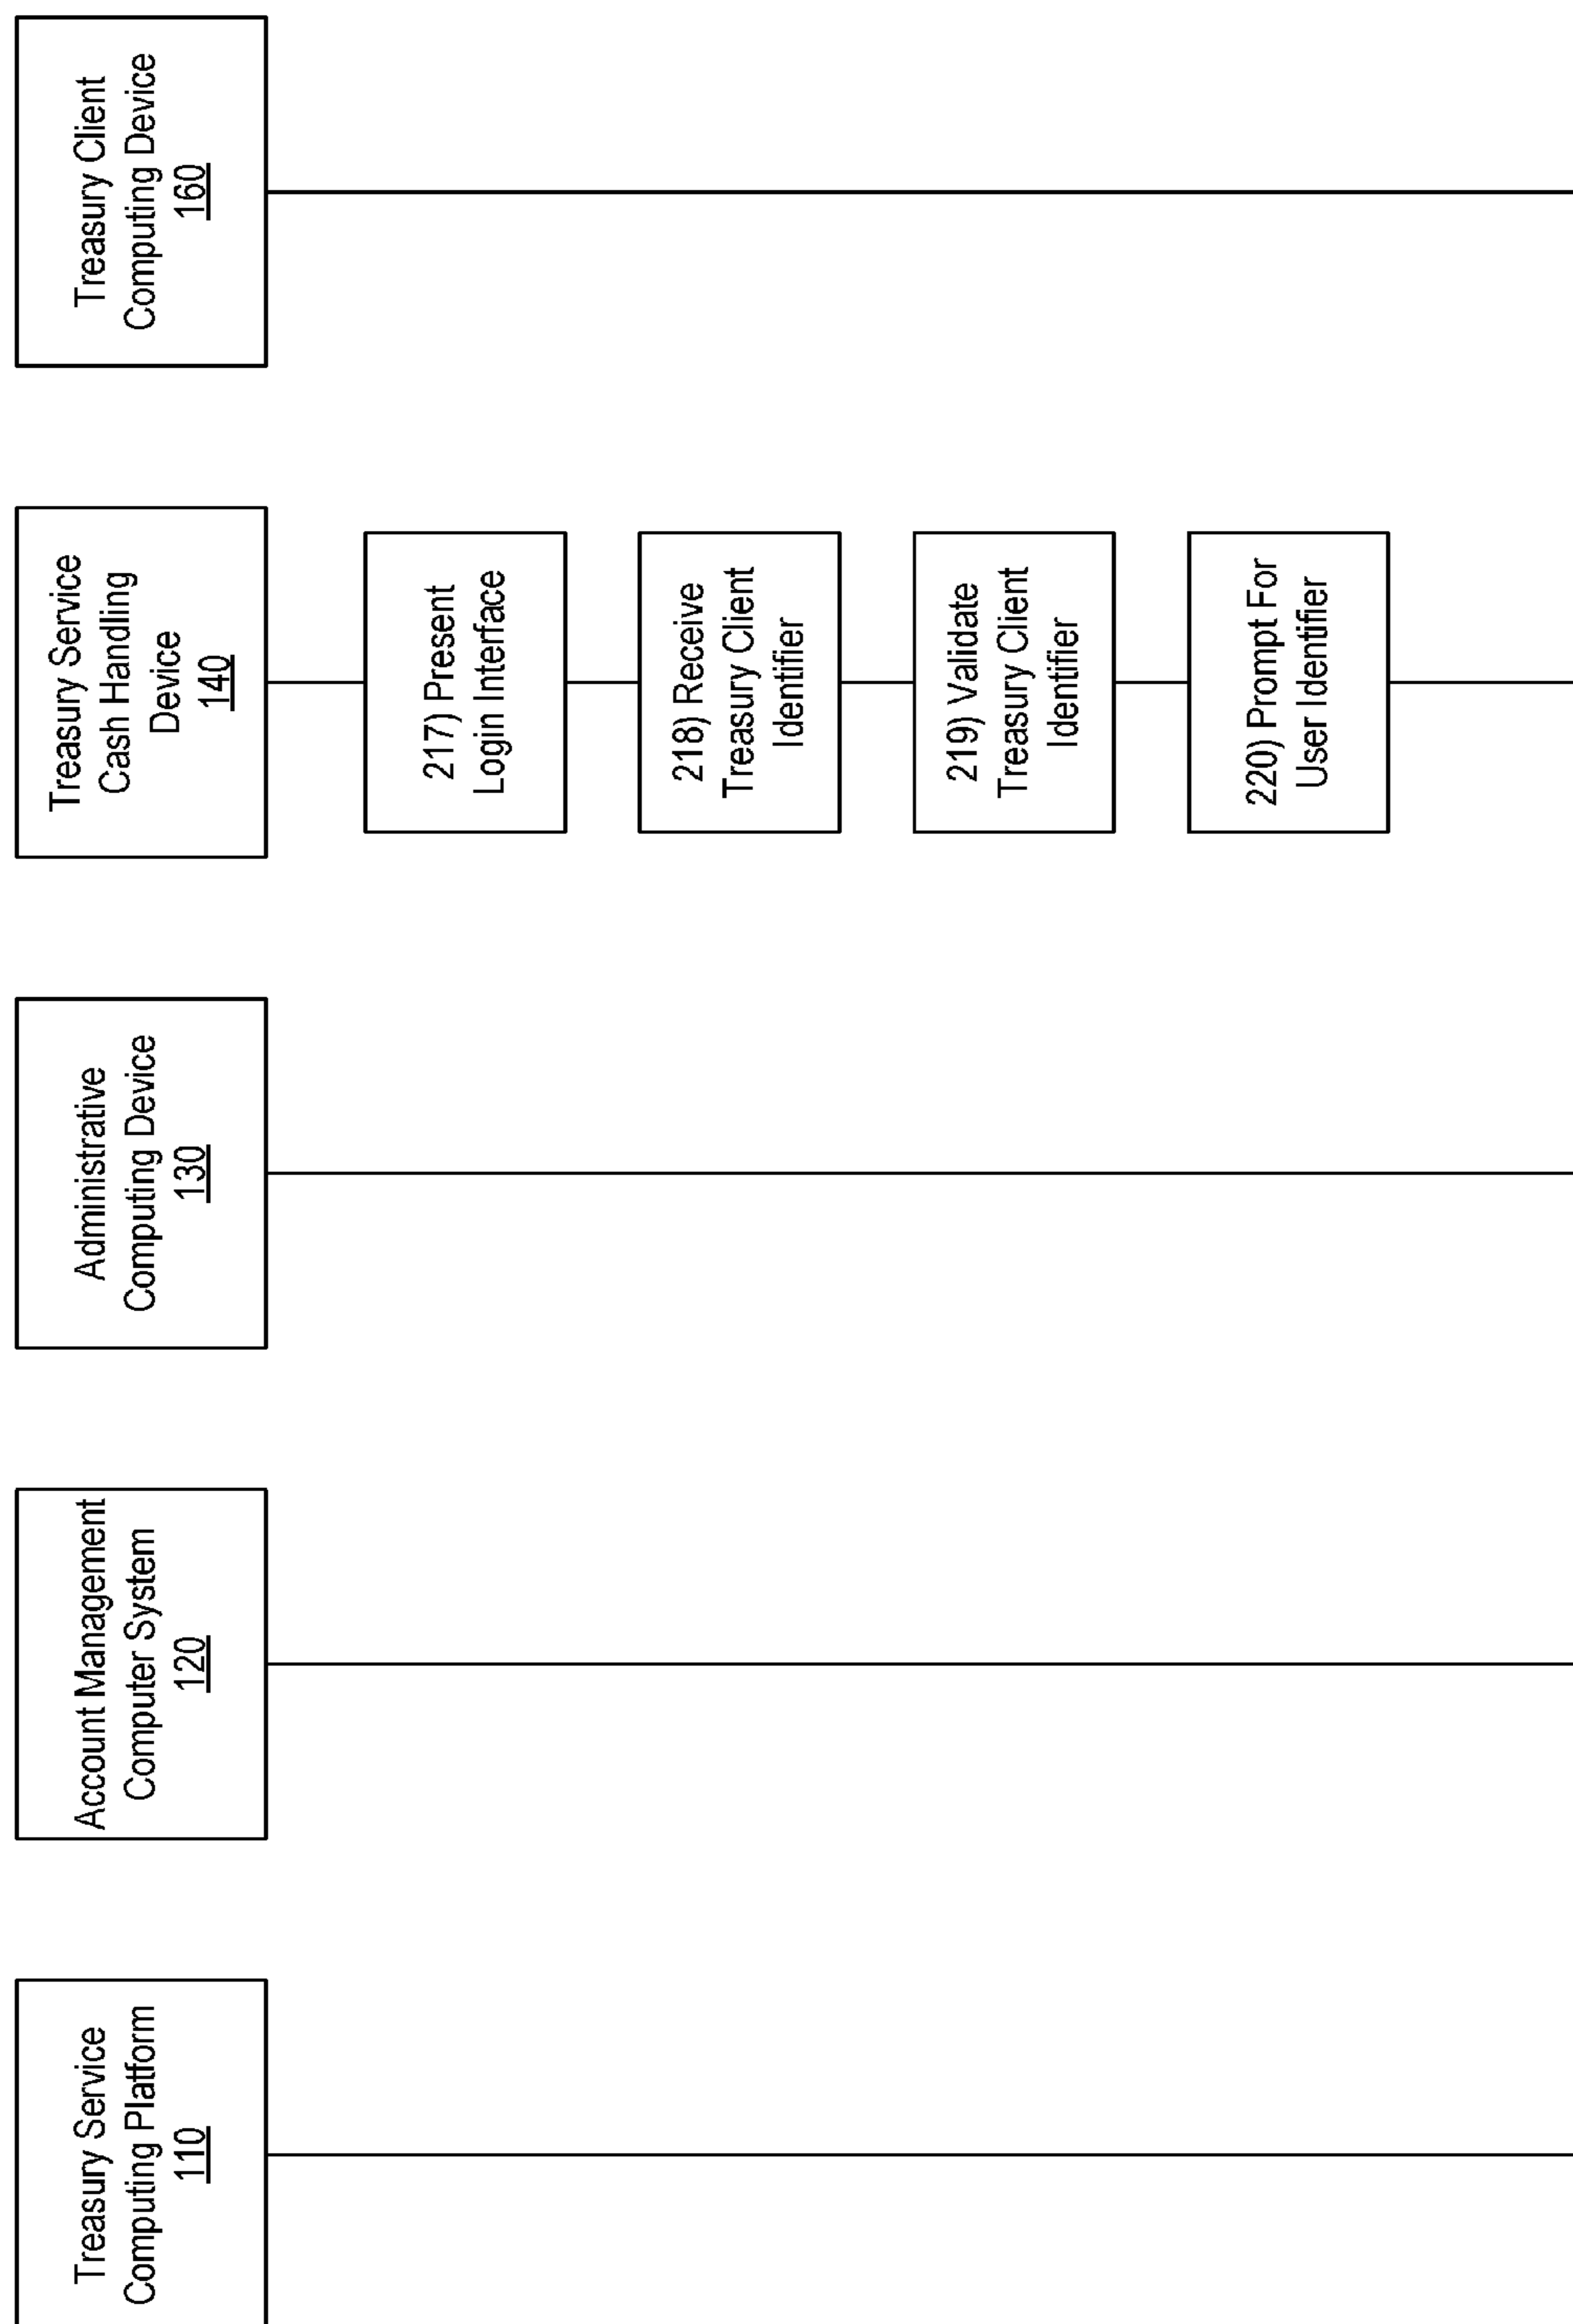 Treasury Service
Computing Platform
110
Account Management
Computer System
120
Administrative
Computing Device
130
Treasury Service
Cash Handling
Device
140
Treasury Client
Computing Device
160
217) Present
Login Interface
218) Receive
Treasury Client
Identifier
219) Validate
Treasury Client
Identifier
220) Prompt For
User Identifier